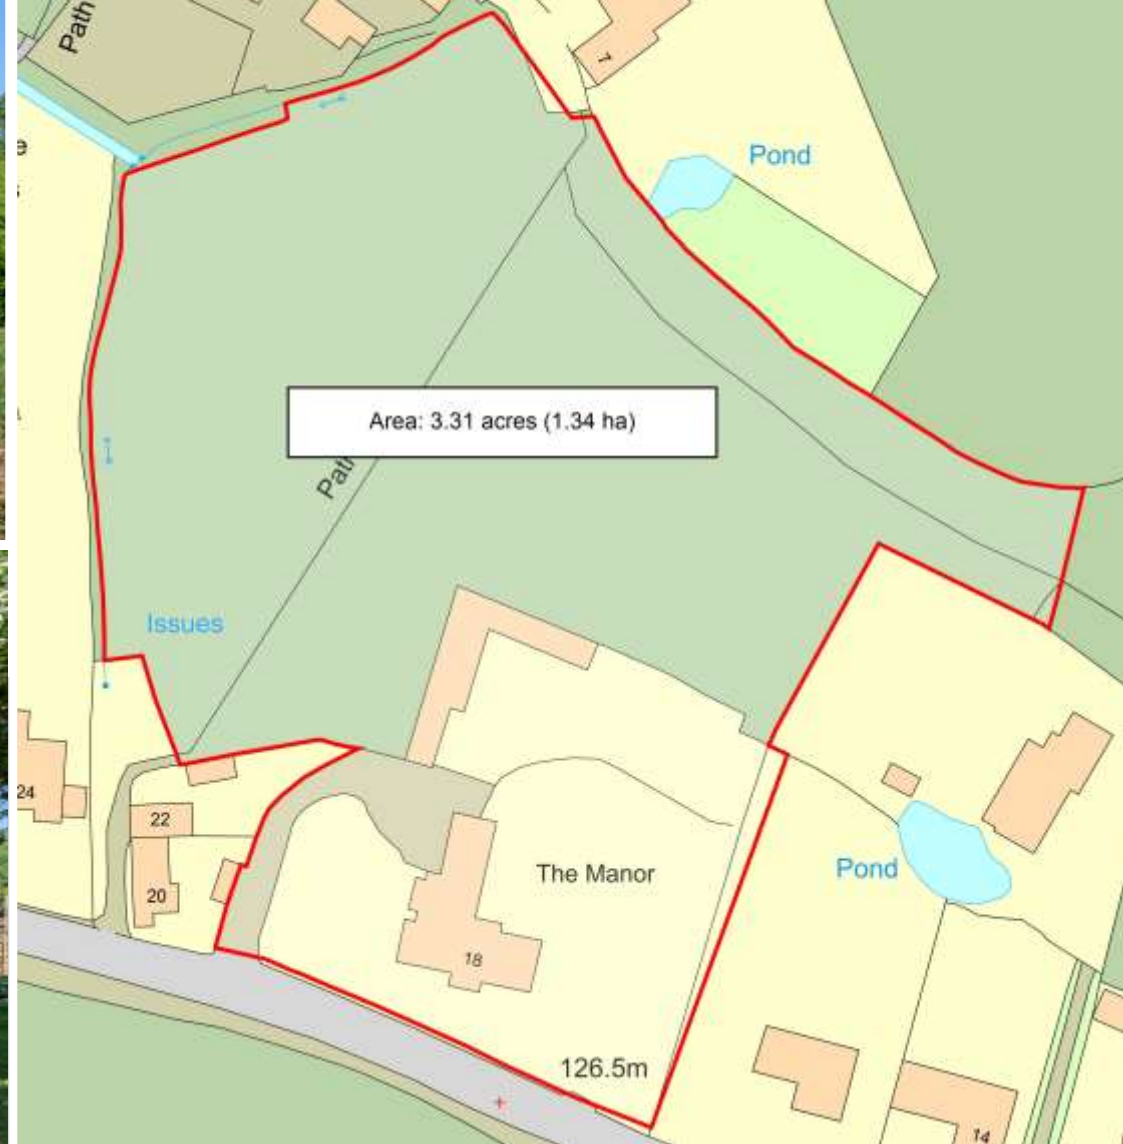 Path
7
Pond
Area: 3.31 acres (1.34 ha)
Issues
24
22
20
The Manor
Pond
18
126.5m
14